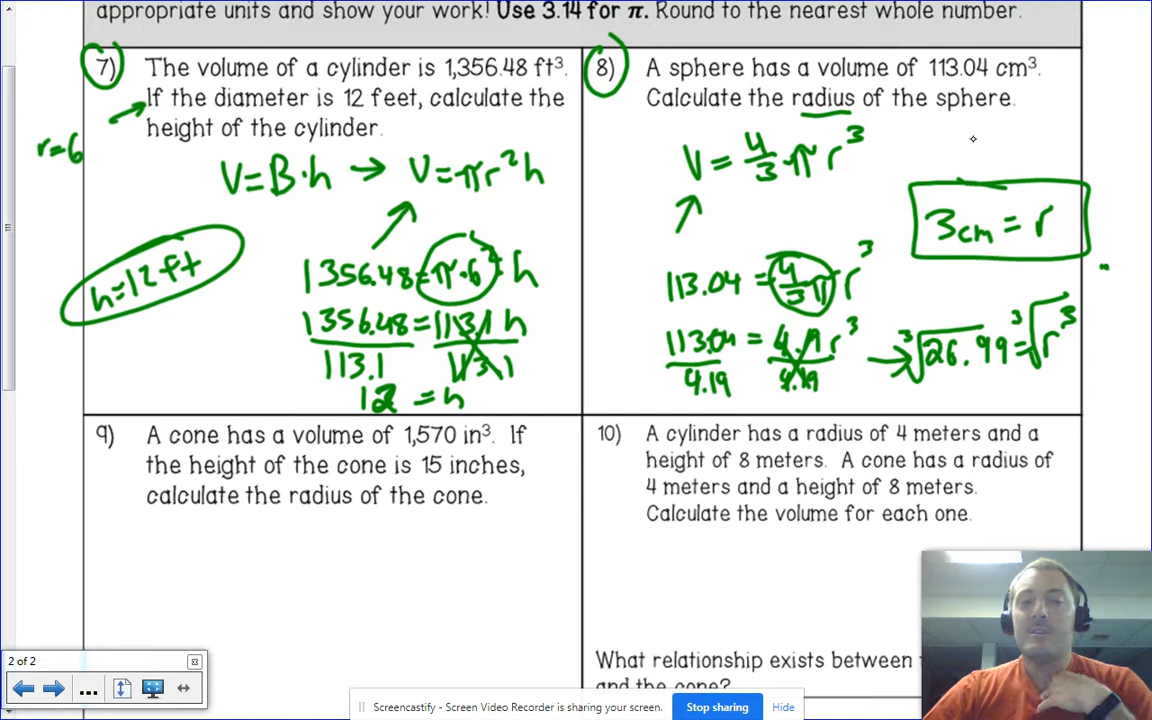 appropriate units and show your work! Use 3.14 for π. Round to the nearest whole number.
7) The volume of a cylinder is 1,356.48 ft³.
If the diameter is 12 feet, calculate the
height of the cylinder.
r=6
V=B·h → V=πr²h
h=12ft
1356.48=π·6²·h
1356.48=113.1h
113.1 113.1
12 = h
8) A sphere has a volume of 113.04 cm³.
Calculate the radius of the sphere.
V = 4/3 π r³
3cm = r
113.04 = 4/3 π r³
113.04 = 4.19 r³ → ³√26.99 = ³√r³
4.19 4.19
9) A cone has a volume of 1,570 in³. If
the height of the cone is 15 inches,
calculate the radius of the cone.
10) A cylinder has a radius of 4 meters and a
height of 8 meters. A cone has a radius of
4 meters and a height of 8 meters.
Calculate the volume for each one.
What relationship exists between
and the cone?
2 of 2
Screencastify - Screen Video Recorder is sharing your screen.
Stop sharing
Hide